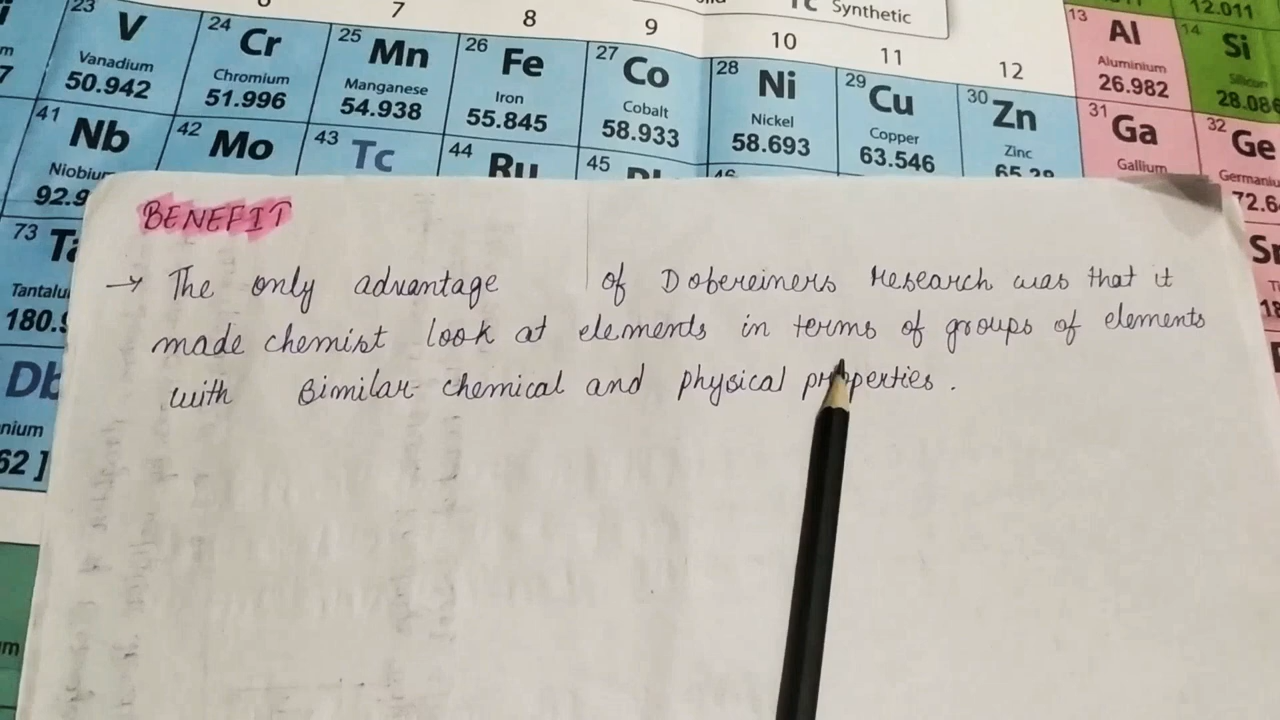 Synthetic
7 8 9 10 11 12
23 V Vanadium 50.942
24 Cr Chromium 51.996
25 Mn Manganese 54.938
26 Fe Iron 55.845
27 Co Cobalt 58.933
28 Ni Nickel 58.693
29 Cu Copper 63.546
30 Zn Zinc
13 Al Aluminium 26.982
12.011
14 Si Silicon 28.086
41 Nb
42 Mo
43 Tc
44 Ru
45
31 Ga Gallium
32 Ge
73
180.9
Db
BENEFIT
→ The only advantage of Dobereiners Research was that it
made chemist look at elements in terms of groups of elements
with similar chemical and physical properties.